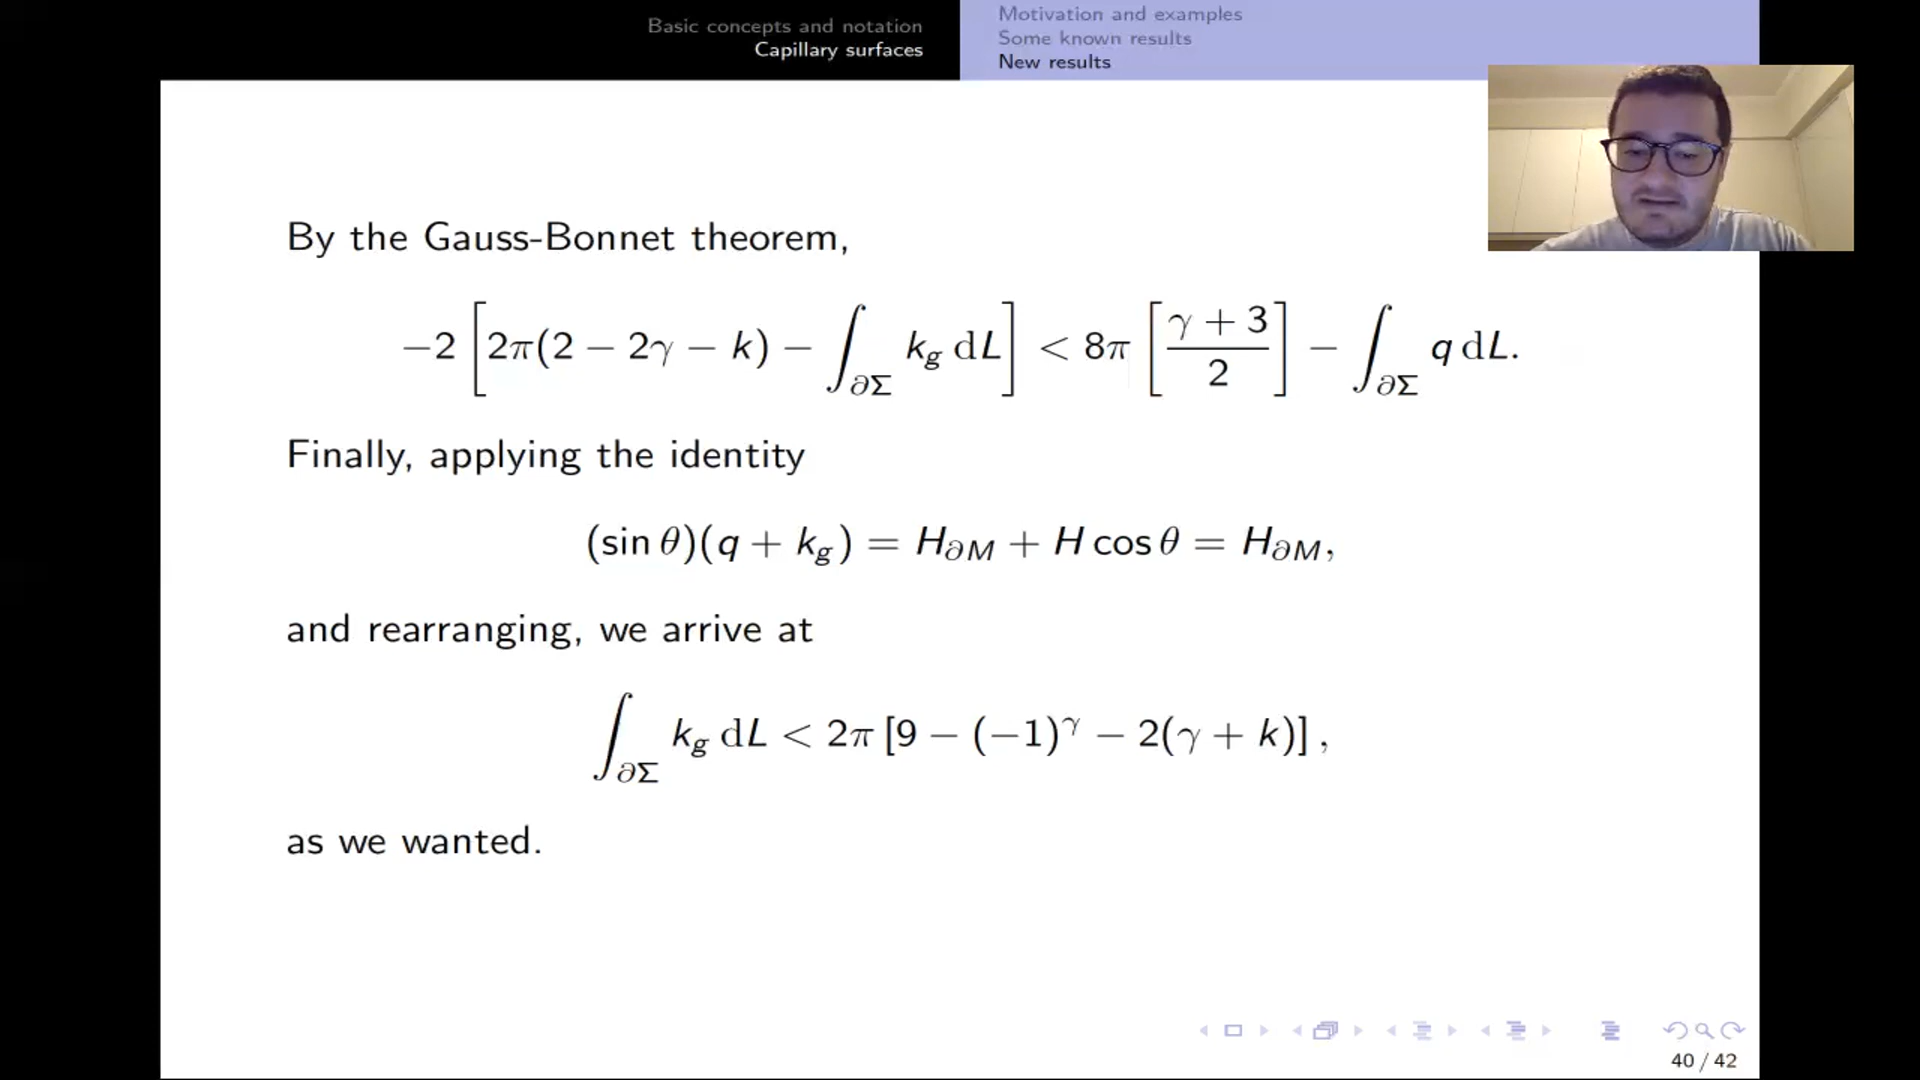 Basic concepts and notation
Capillary surfaces
Motivation and examples
Some known results
New results
By the Gauss-Bonnet theorem,
−2 [2π(2 − 2γ − k) − ∫_{∂Σ} k_g dL] < 8π [(γ + 3)/2] − ∫_{∂Σ} q dL.
Finally, applying the identity
(sin θ)(q + k_g) = H_{∂M} + H cos θ = H_{∂M},
and rearranging, we arrive at
∫_{∂Σ} k_g dL < 2π [9 − (−1)^γ − 2(γ + k)] ,
as we wanted.
40 / 42